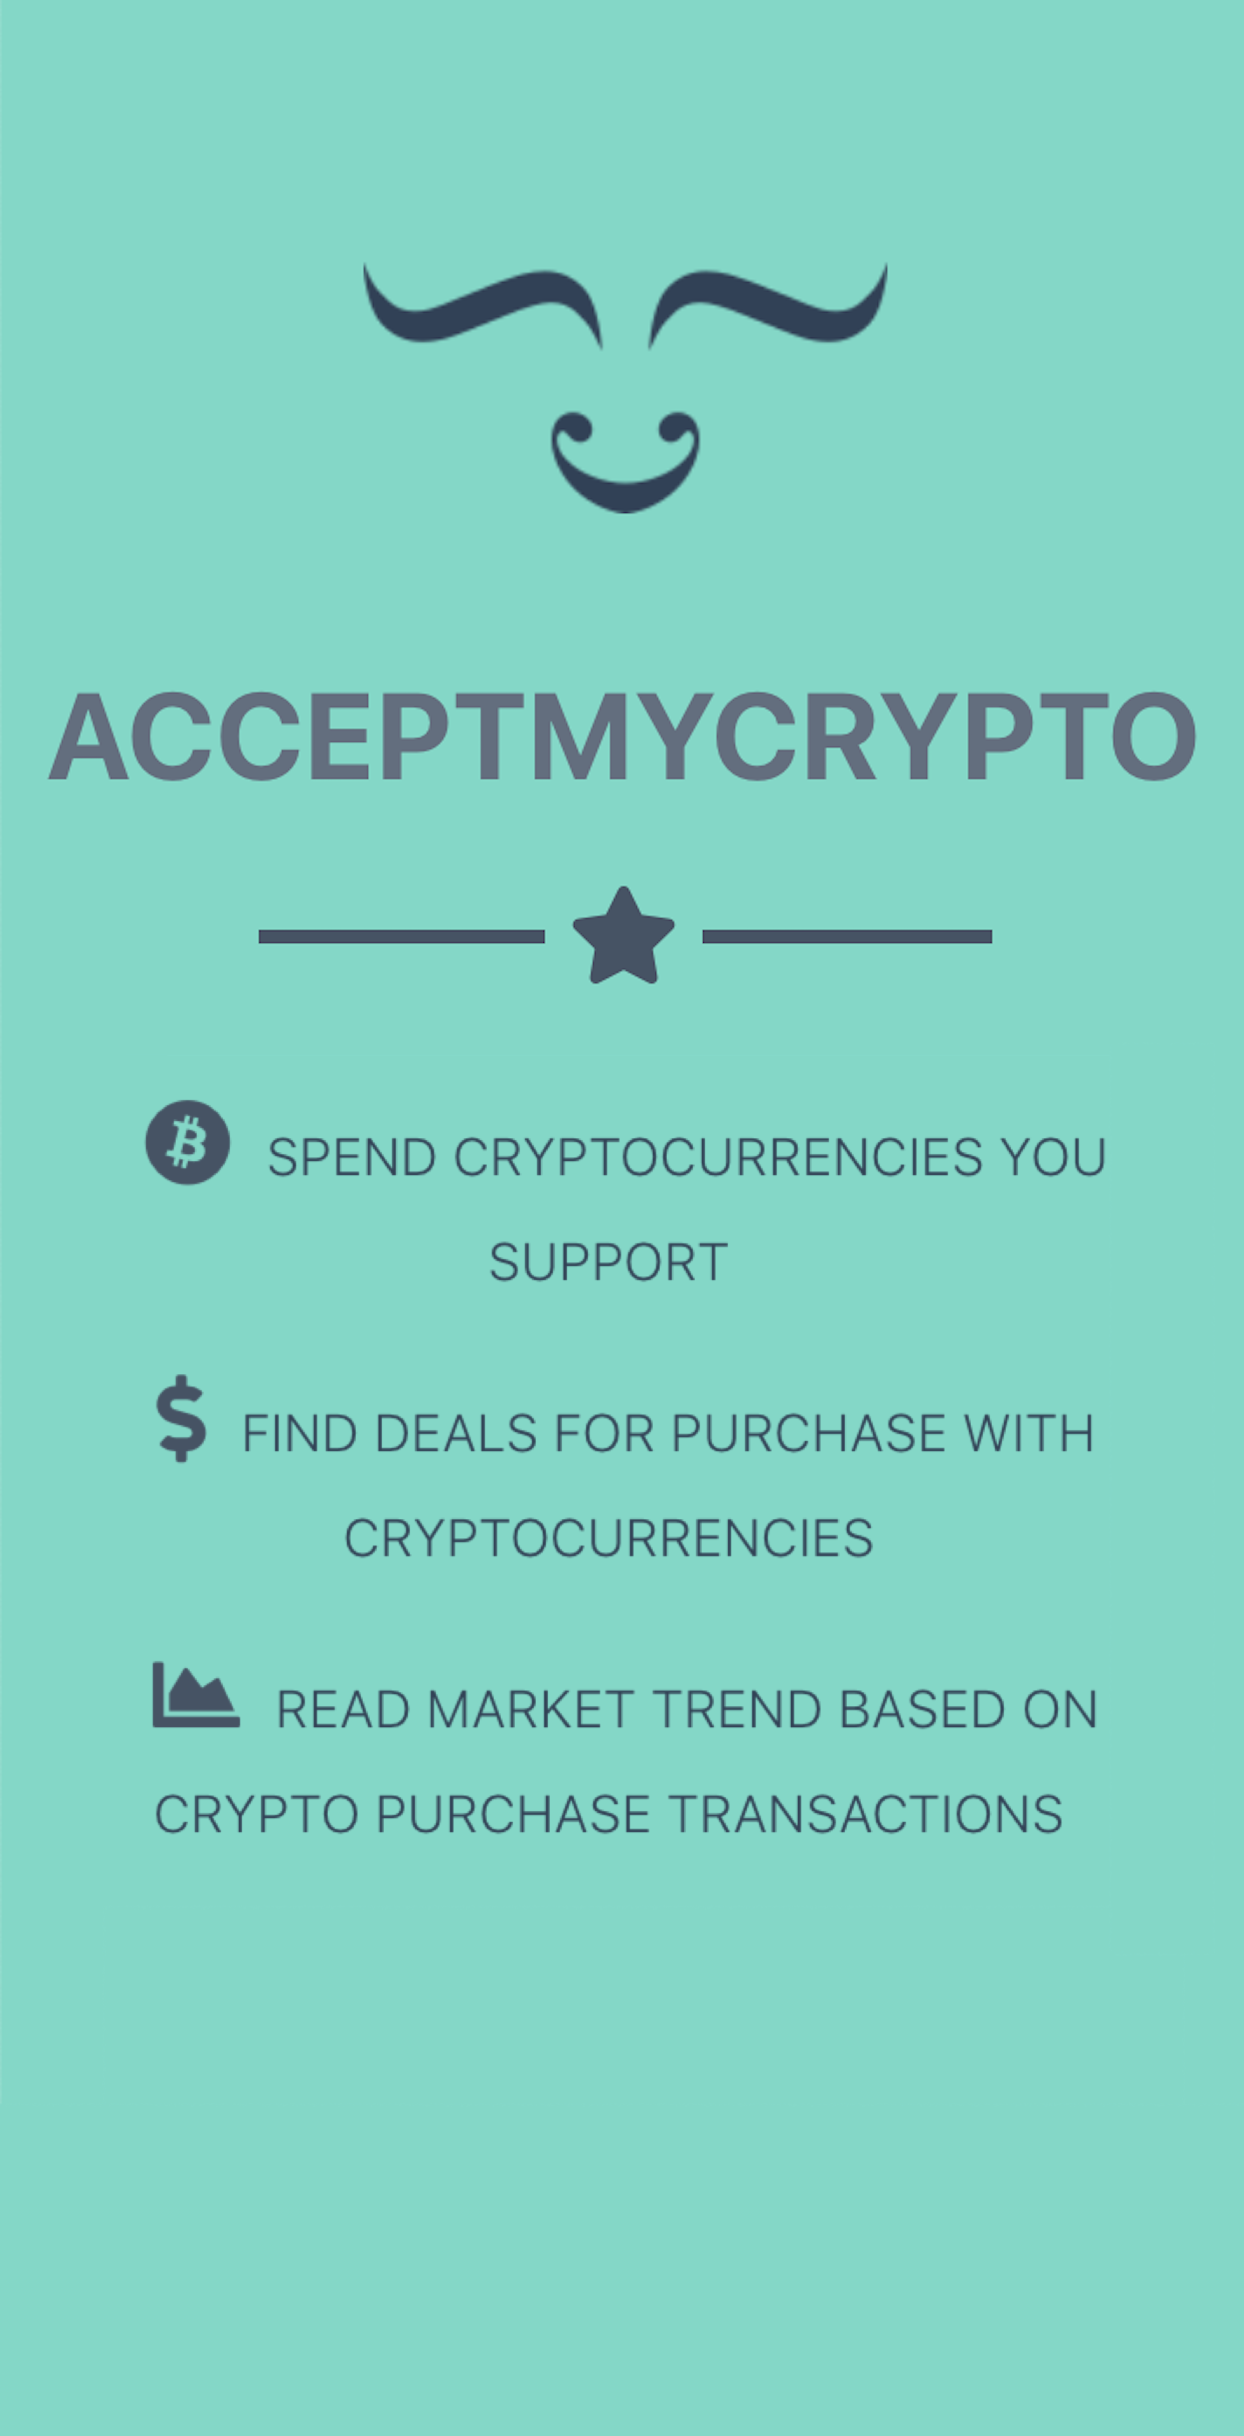 ACCEPTMYCRYPTO
SPEND CRYPTOCURRENCIES YOU
SUPPORT
FIND DEALS FOR PURCHASE WITH
CRYPTOCURRENCIES
READ MARKET TREND BASED ON
CRYPTO PURCHASE TRANSACTIONS